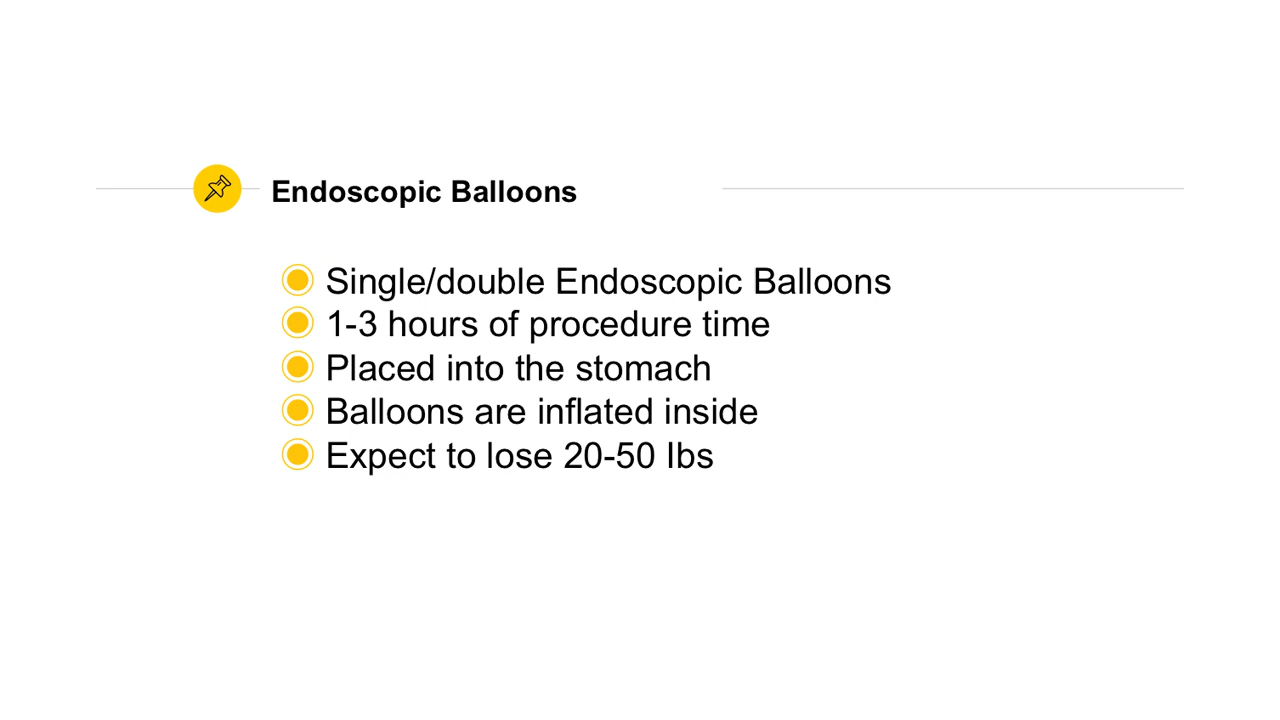 Endoscopic Balloons
Single/double Endoscopic Balloons
1-3 hours of procedure time
Placed into the stomach
Balloons are inflated inside
Expect to lose 20-50 lbs